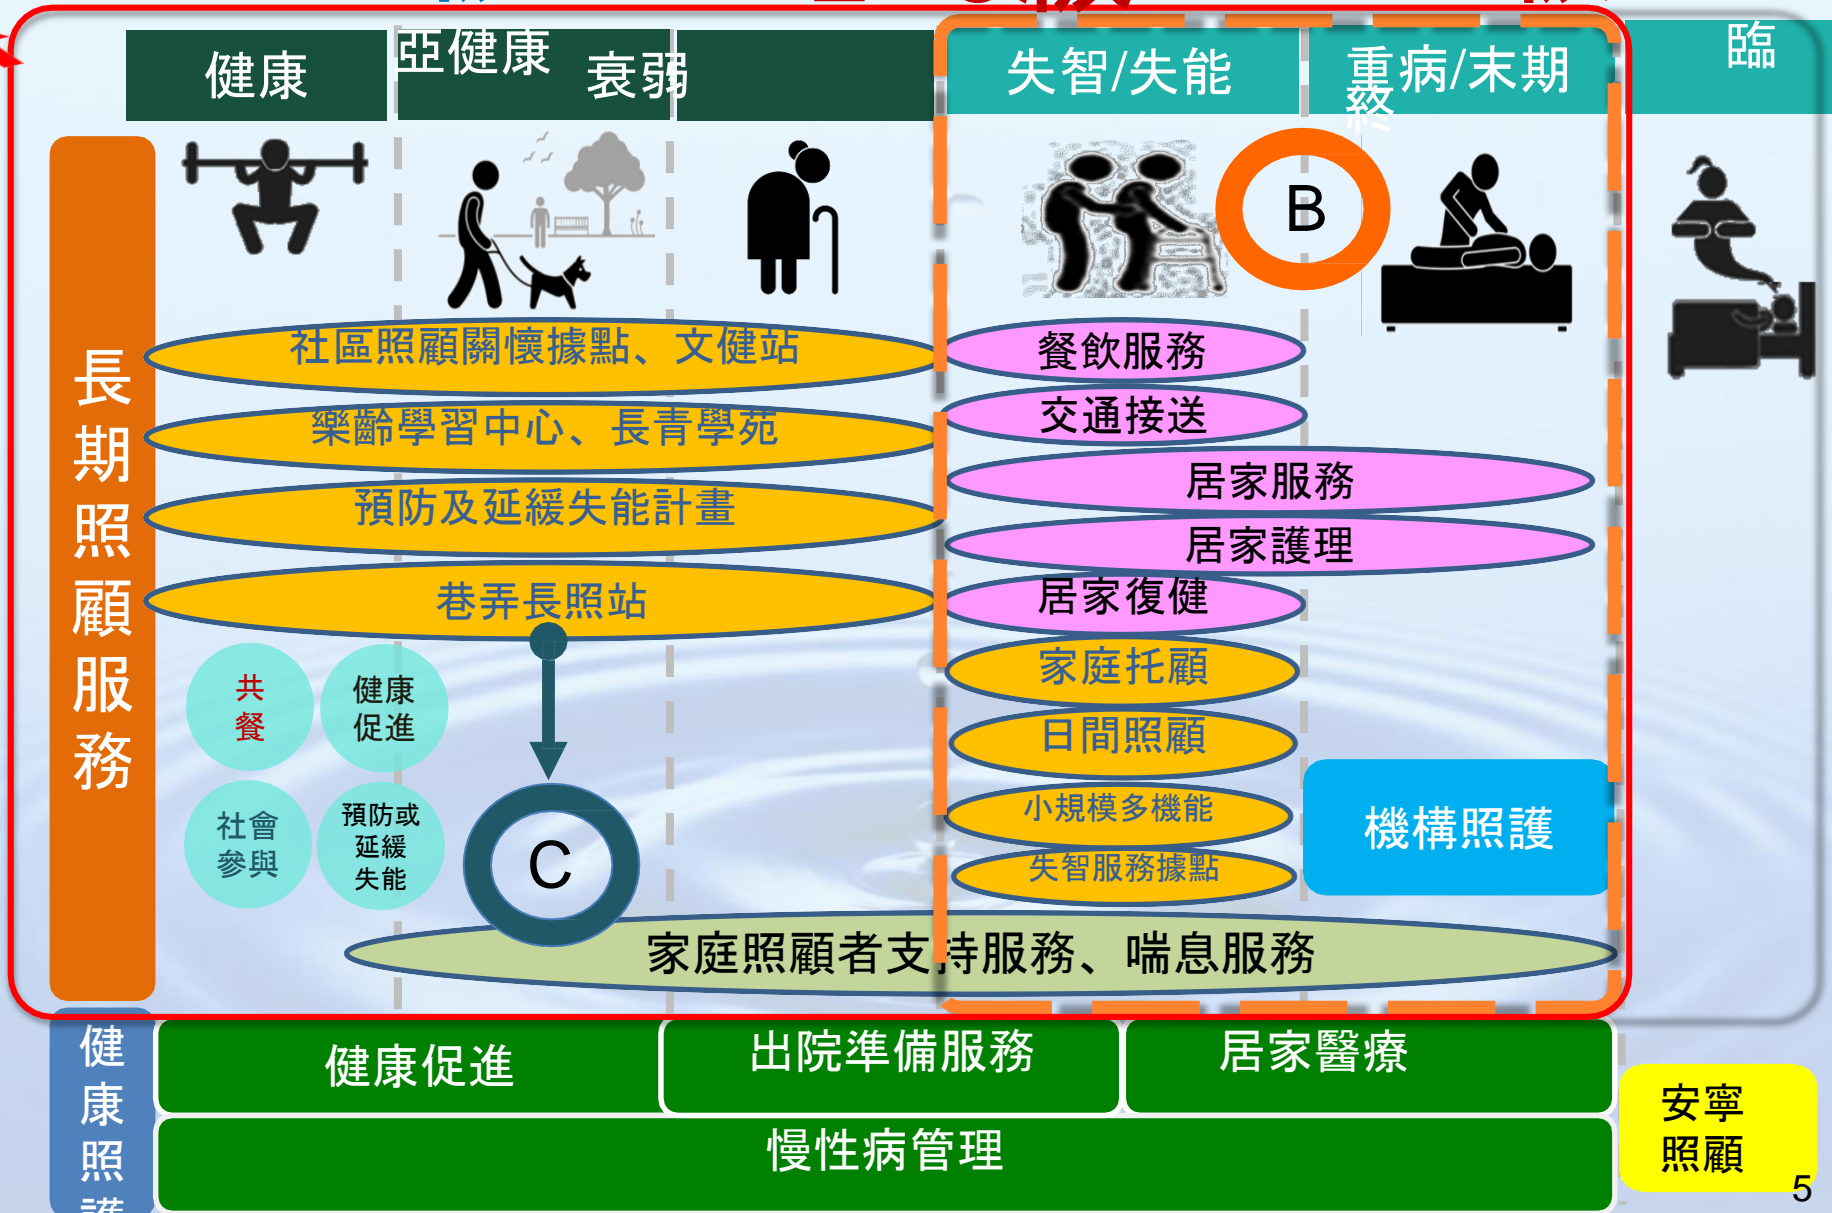 健康
亞健康
衰弱
失智/失能
重病/末期
臨
終
B
長期照顧服務
社區照顧關懷據點、文健站
樂齡學習中心、長青學苑
預防及延緩失能計畫
巷弄長照站
餐飲服務
交通接送
居家服務
居家護理
居家復健
家庭托顧
日間照顧
小規模多機能
失智服務據點
機構照護
共
餐
健康
促進
社會
參與
預防或
延緩
失能
C
家庭照顧者支持服務、喘息服務
健康照護
健康促進
出院準備服務
居家醫療
慢性病管理
安寧
照顧
5